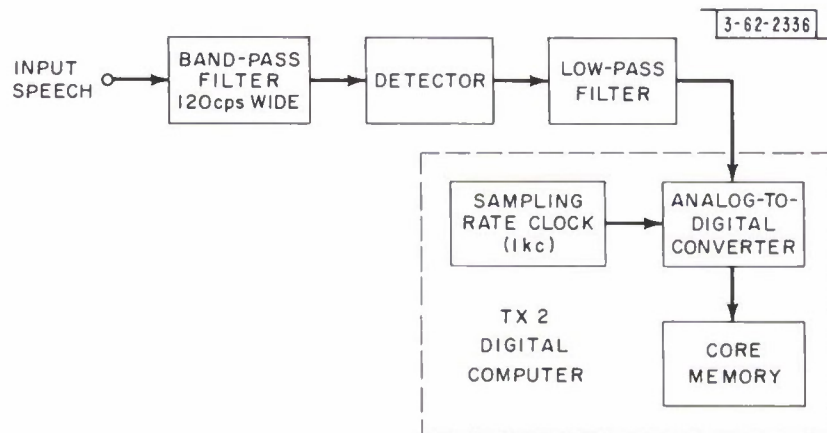 3-62-2336
INPUT
SPEECH
BAND-PASS
FILTER
120cps WIDE
DETECTOR
LOW-PASS
FILTER
SAMPLING
RATE CLOCK
(1kc)
ANALOG-TO-
DIGITAL
CONVERTER
TX 2
DIGITAL
COMPUTER
CORE
MEMORY